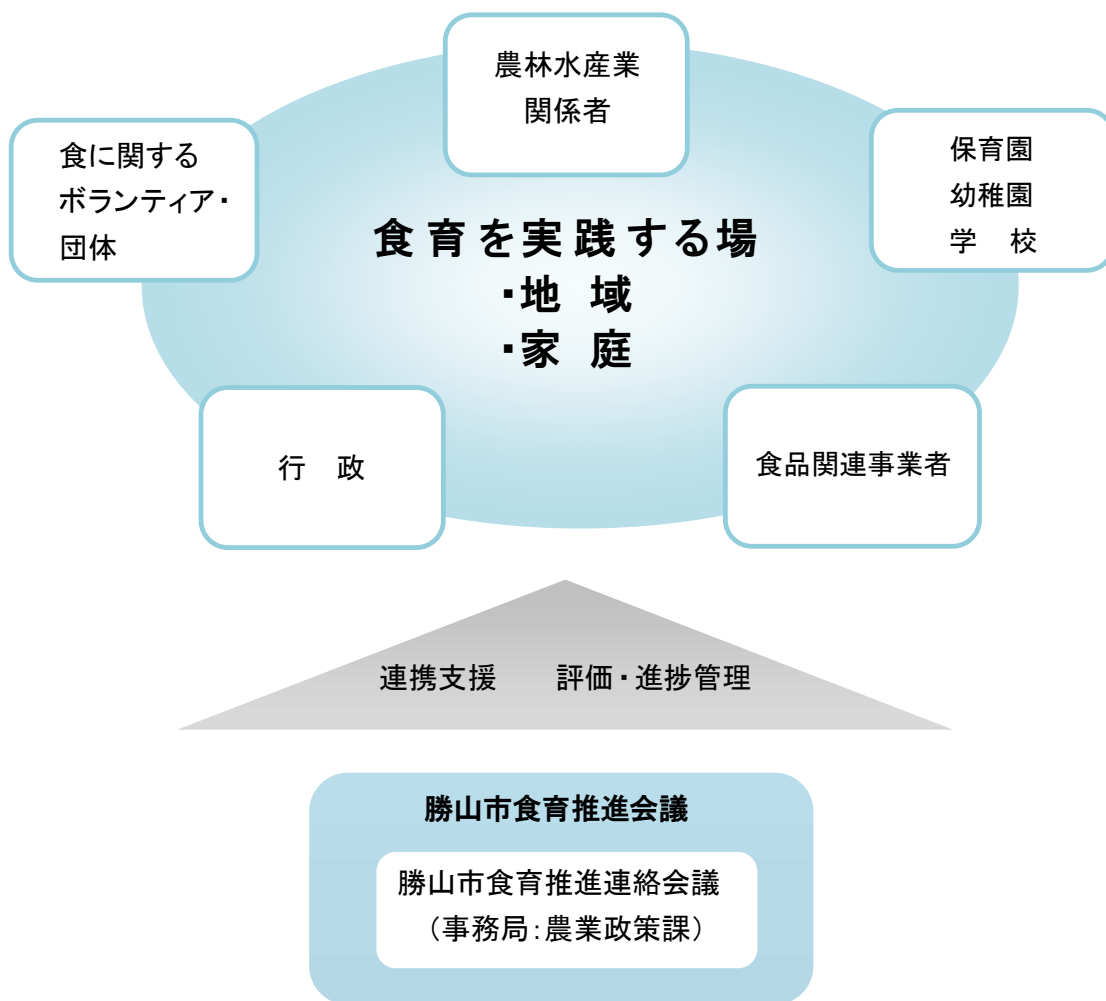 農林水産業
関係者
食に関する
ボランティア・
団体
保育園
幼稚園
学　校
食育を実践する場
・地　域
・家　庭
行　政
食品関連事業者
連携支援　　評価・進捗管理
勝山市食育推進会議
勝山市食育推進連絡会議
（事務局：農業政策課）